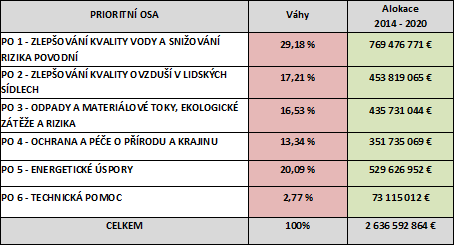 PRIORITNÍ OSA Váhy Alokace
2014 - 2020
PO 1 - ZLEPŠOVÁNÍ KVALITY VODY A SNIŽOVÁNÍ
RIZIKA POVODNÍ 29,18 % 769 476 771 €
PO 2 - ZLEPŠOVÁNÍ KVALITY OVZDUŠÍ V LIDSKÝCH
SÍDLECH 17,21 % 453 819 065 €
PO 3 - ODPADY A MATERIÁLOVÉ TOKY, EKOLOGICKÉ
ZÁTĚŽE A RIZIKA 16,53 % 435 731 044 €
PO 4 - OCHRANA A PÉČE O PŘÍRODU A KRAJINU 13,34 % 351 735 069 €
PO 5 - ENERGETICKÉ ÚSPORY 20,09 % 529 626 952 €
PO 6 - TECHNICKÁ POMOC 2,77 % 73 115 012 €
CELKEM 100% 2 636 592 864 €